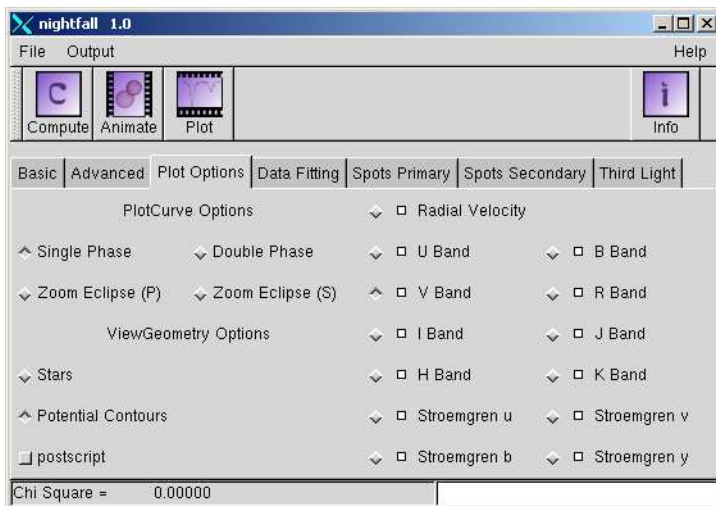 nightfall 1.0
File Output Help
C i
Compute Animate Plot Info
Basic Advanced Plot Options Data Fitting Spots Primary Spots Secondary Third Light
PlotCurve Options Radial Velocity
Single Phase Double Phase U Band B Band
Zoom Eclipse (P) Zoom Eclipse (S) V Band R Band
ViewGeometry Options I Band J Band
Stars H Band K Band
Potential Contours Stroemgren u Stroemgren v
postscript Stroemgren b Stroemgren y
Chi Square = 0.00000